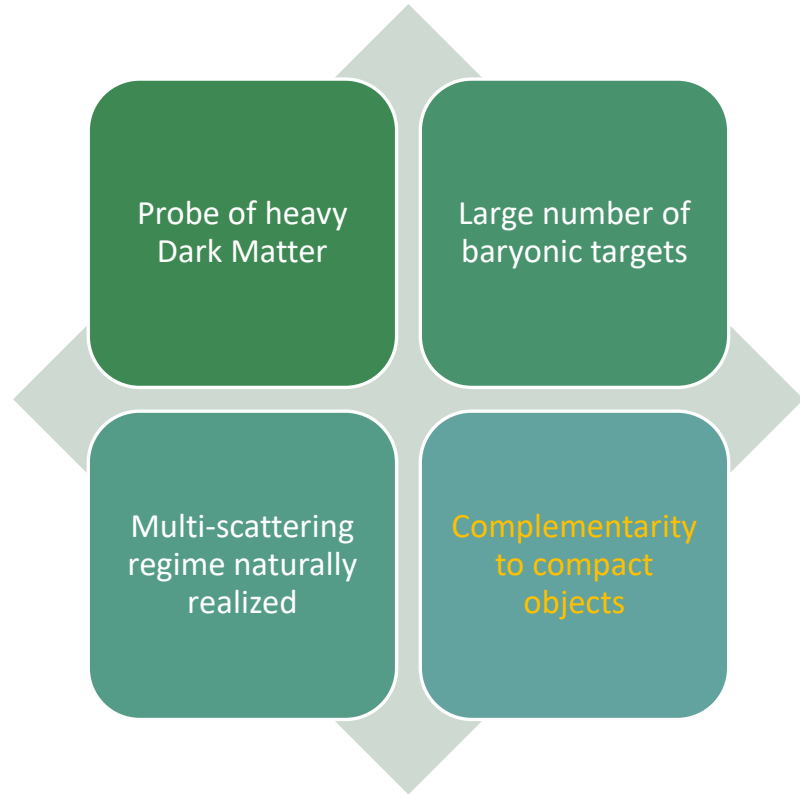 Probe of heavy
Dark Matter
Large number of
baryonic targets
Multi-scattering
regime naturally
realized
Complementarity
to compact
objects